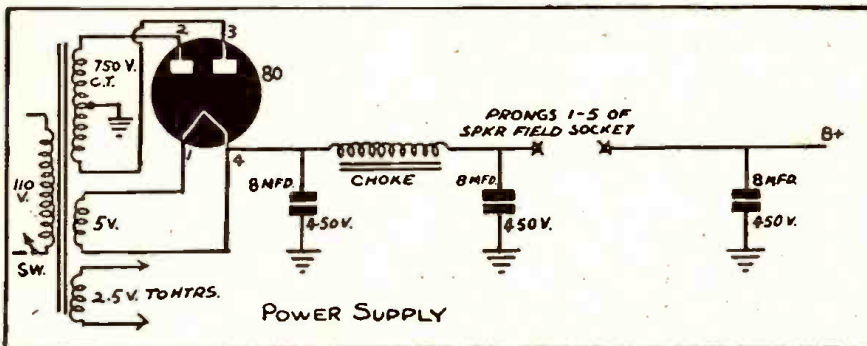 2 3
750 V.
C.T.
80
PRONGS 1-5 OF
SPKR FIELD SOCKET
B+
1 4
110
V.
8 MFD.
CHOKE
8 MFD.
8 MFD.
5 V.
450 V.
450 V.
450 V.
SW.
2.5 V. TO HTRS.
POWER SUPPLY